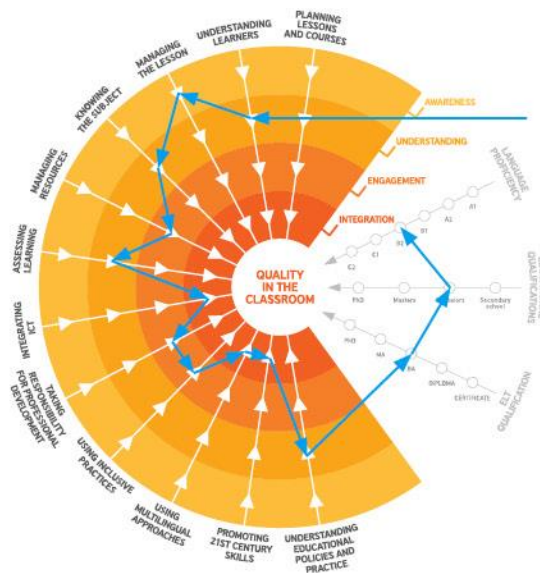 PLANNING
LESSONS
AND COURSES
UNDERSTANDING
LEARNERS
MANAGING
THE LESSON
KNOWING
THE SUBJECT
MANAGING
RESOURCES
ASSESSING
LEARNING
INTEGRATING
ICT
TAKING
RESPONSIBILITY
FOR PROFESSIONAL
DEVELOPMENT
USING INCLUSIVE
PRACTICES
USING
MULTILINGUAL
APPROACHES
PROMOTING
21ST CENTURY
SKILLS
UNDERSTANDING
EDUCATIONAL
POLICIES AND
PRACTICE
AWARENESS
UNDERSTANDING
ENGAGEMENT
INTEGRATION
QUALITY
IN THE
CLASSROOM
LANGUAGE
PROFICIENCY
A1
A2
B1
B2
C1
C2
QUALIFICATIONS
PhD
Masters
Secondary
school
ELT
QUALIFICATION
PhD
MA
BA
DIPLOMA
CERTIFICATE